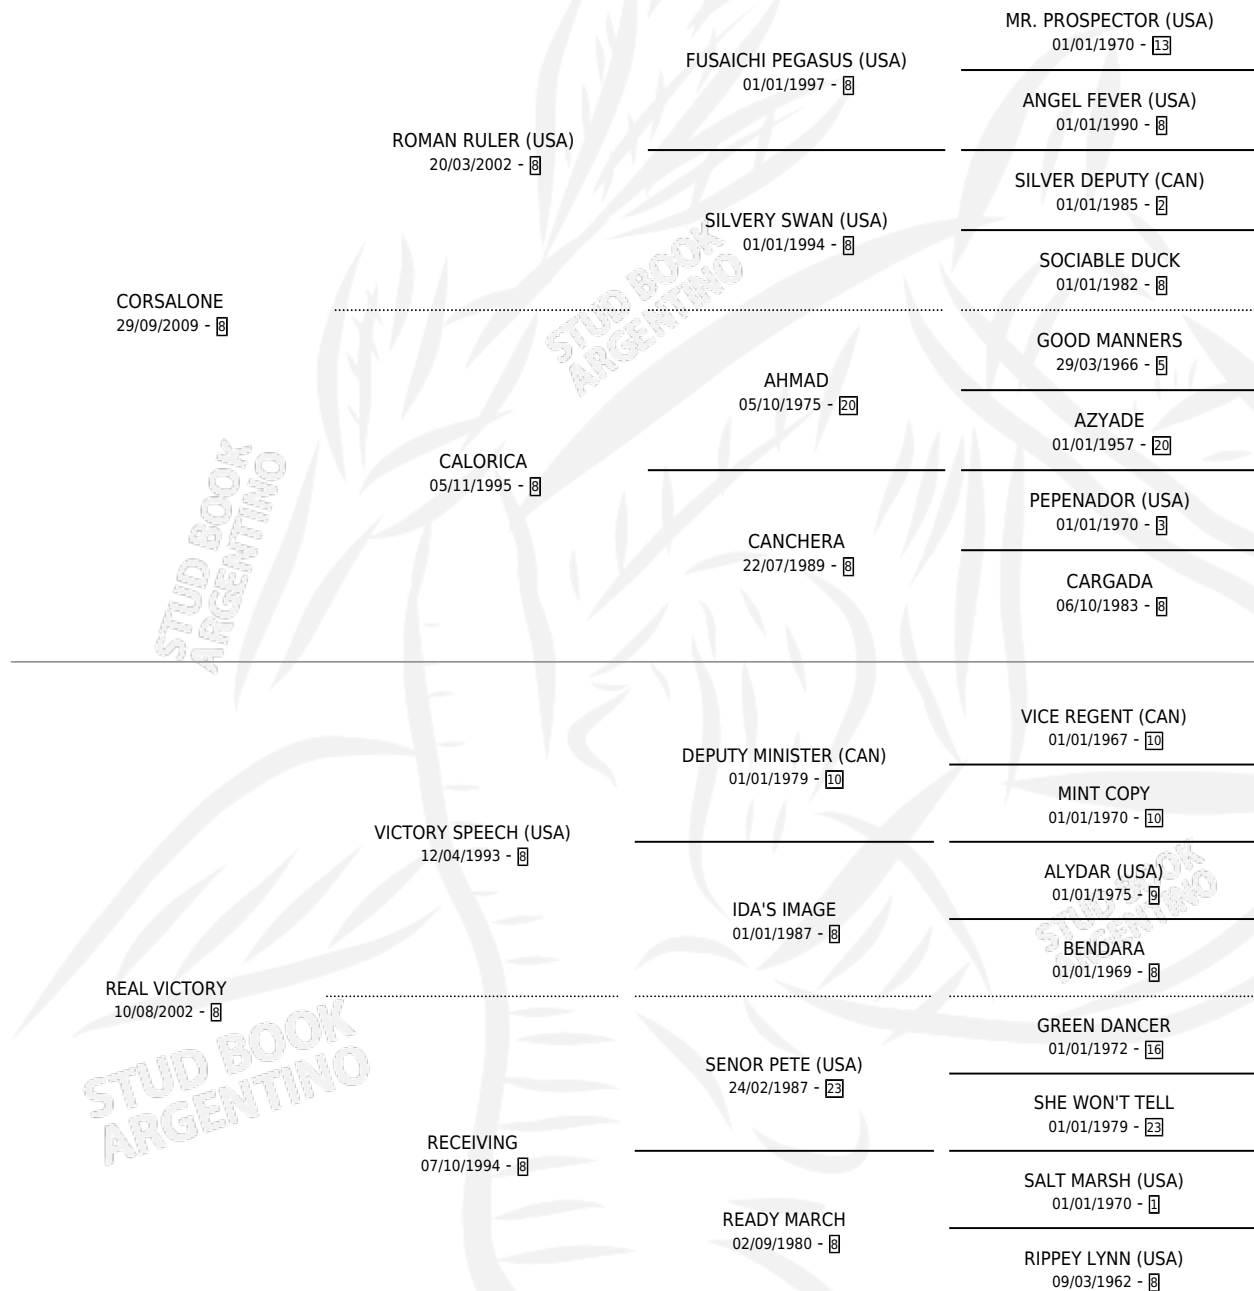 MR. PROSPECTOR (USA)
01/01/1970 - 13
FUSAICHI PEGASUS (USA)
01/01/1997 - 8
ANGEL FEVER (USA)
01/01/1990 - 8
ROMAN RULER (USA)
20/03/2002 - 8
SILVER DEPUTY (CAN)
01/01/1985 - 2
SILVERY SWAN (USA)
01/01/1994 - 8
SOCIABLE DUCK
01/01/1982 - 8
CORSALONE
29/09/2009 - 8
STUD BOOK
ARGENTINO
GOOD MANNERS
29/03/1966 - 5
AHMAD
05/10/1975 - 20
AZYADE
01/01/1957 - 20
CALORICA
05/11/1995 - 8
PEPENADOR (USA)
01/01/1970 - 3
CANCHERA
22/07/1989 - 8
CARGADA
06/10/1983 - 8
STUD BOOK
ARGENTINO
VICE REGENT (CAN)
01/01/1967 - 10
DEPUTY MINISTER (CAN)
01/01/1979 - 10
MINT COPY
01/01/1970 - 10
VICTORY SPEECH (USA)
12/04/1993 - 8
ALYDAR (USA)
01/01/1975 - 9
IDA'S IMAGE
01/01/1987 - 8
STUD BOOK
ARGENTINO
BENDARA
01/01/1969 - 8
REAL VICTORY
10/08/2002 - 8
STUD BOOK
ARGENTINO
GREEN DANCER
01/01/1972 - 16
SENOR PETE (USA)
24/02/1987 - 23
SHE WON'T TELL
01/01/1979 - 23
RECEIVING
07/10/1994 - 8
SALT MARSH (USA)
01/01/1970 - 1
READY MARCH
02/09/1980 - 8
RIPPEY LYNN (USA)
09/03/1962 - 8